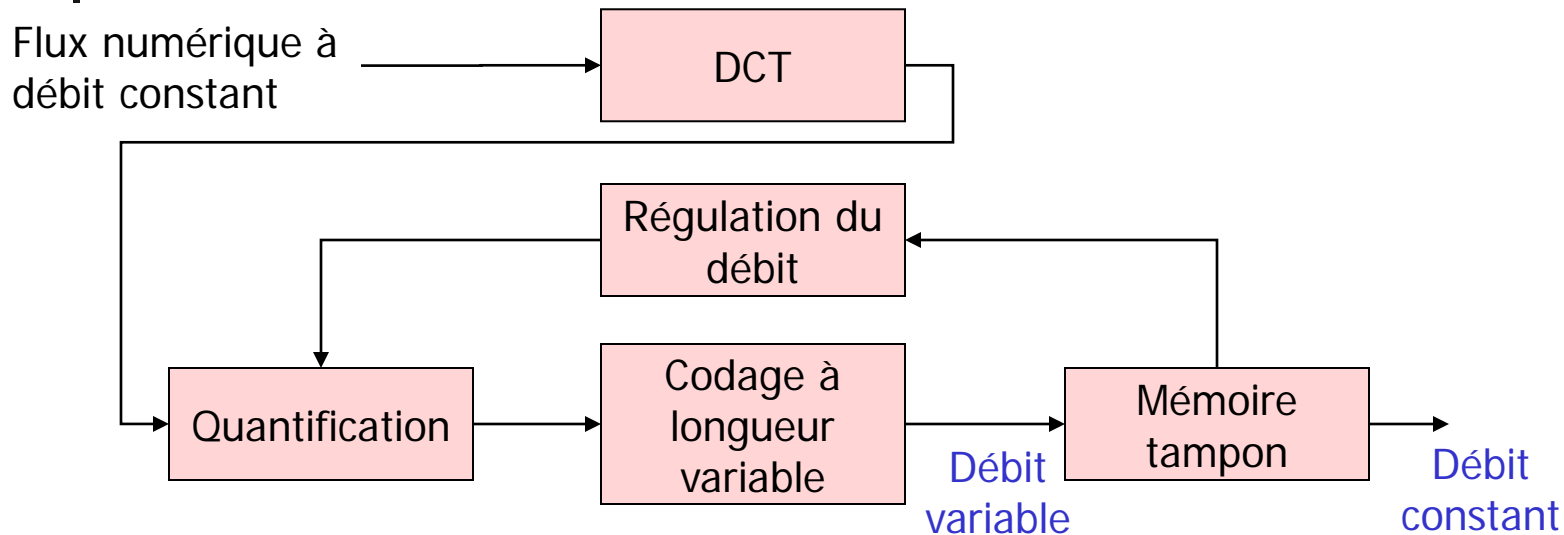 Flux numérique à
débit constant
DCT
Régulation du
débit
Quantification
Codage à
longueur
variable
Débit
variable
Mémoire
tampon
Débit
constant